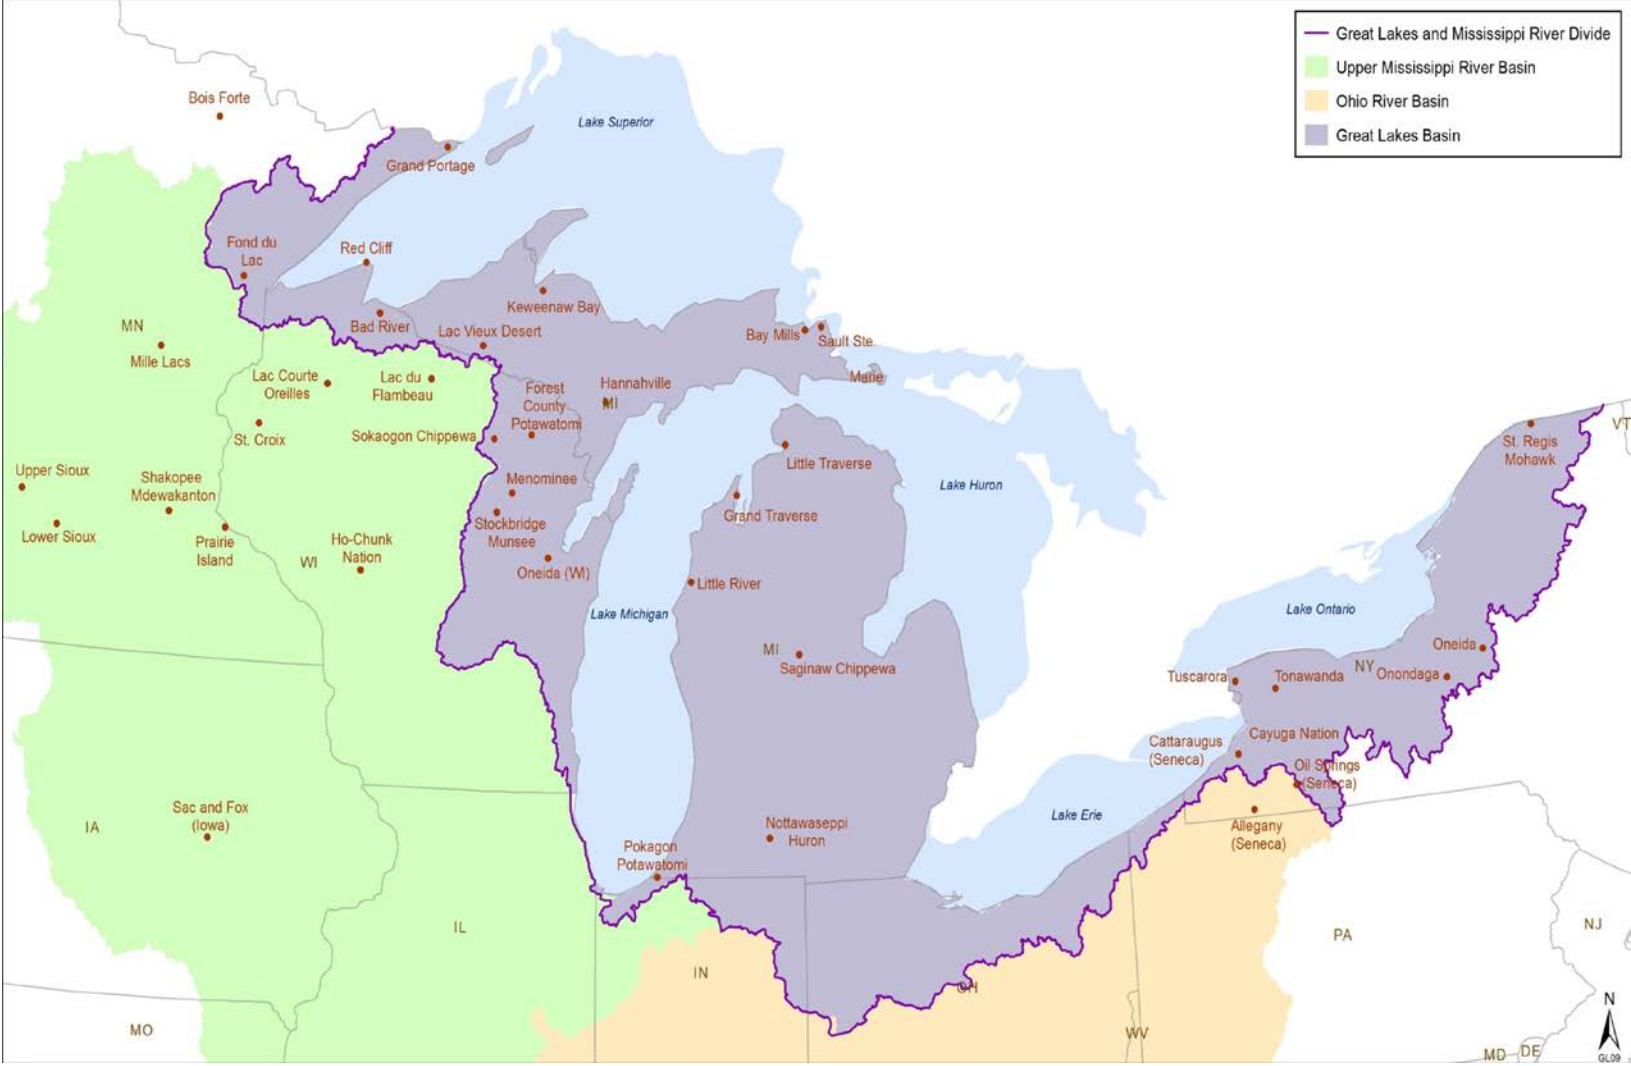 Great Lakes and Mississippi River Divide
Upper Mississippi River Basin
Ohio River Basin
Great Lakes Basin
Bois Forte
Lake Superior
Grand Portage
Fond du
Lac
Red Cliff
Keweenaw Bay
Bad River
Lac Vieux Desert
Bay Mills
Sault Ste.
Marie
MN
Mille Lacs
Lac Courte
Oreilles
Lac du
Flambeau
Forest
County
Potawatomi
Hannahville
MI
St. Croix
Sokaogon Chippewa
Little Traverse
VT
St. Regis
Mohawk
Upper Sioux
Shakopee
Mdewakanton
Menominee
Lake Huron
Lower Sioux
Prairie
Island
Stockbridge
Munsee
Grand Traverse
Ho-Chunk
Nation
WI
Oneida (WI)
Little River
Lake Michigan
Lake Ontario
MI
Saginaw Chippewa
Oneida
NY
Onondaga
Tuscarora
Tonawanda
Cattaraugus
(Seneca)
Cayuga Nation
Oil Springs
(Seneca)
Sac and Fox
(Iowa)
IA
Lake Erie
Nottawaseppi
Huron
Allegany
(Seneca)
Pokagon
Potawatomi
IL
IN
OH
PA
NJ
MO
WV
MD
DE
N
GL09